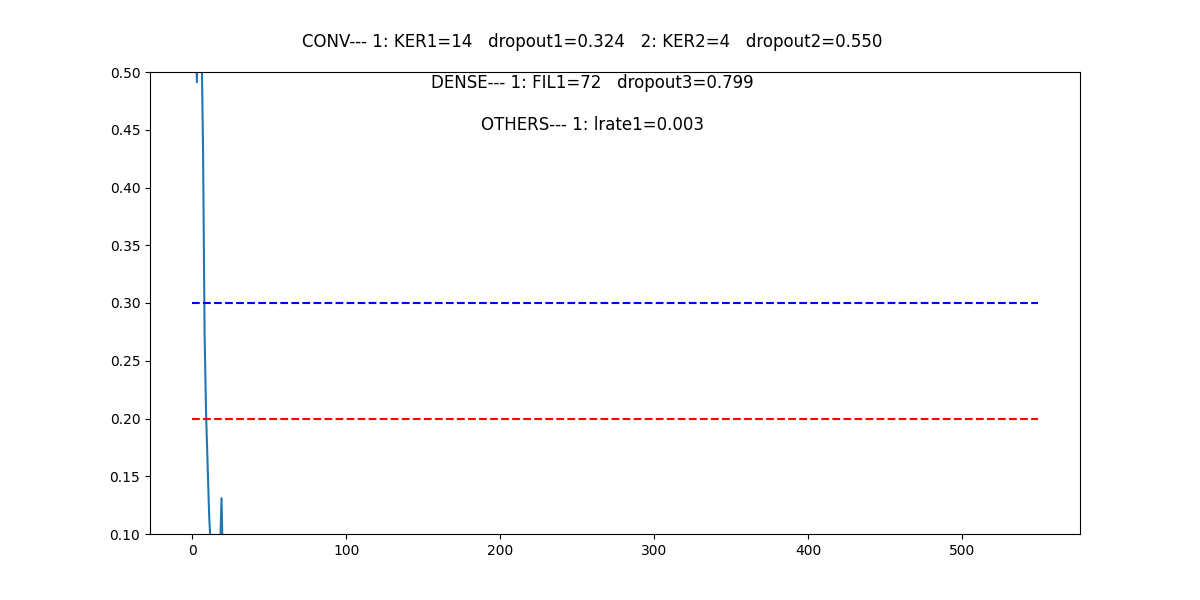 CONV--- 1: KER1=14   dropout1=0.324   2: KER2=4   dropout2=0.550
DENSE--- 1: FIL1=72   dropout3=0.799
OTHERS--- 1: lrate1=0.003
0.50
0.45
0.40
0.35
0.30
0.25
0.20
0.15
0.10
0 100 200 300 400 500